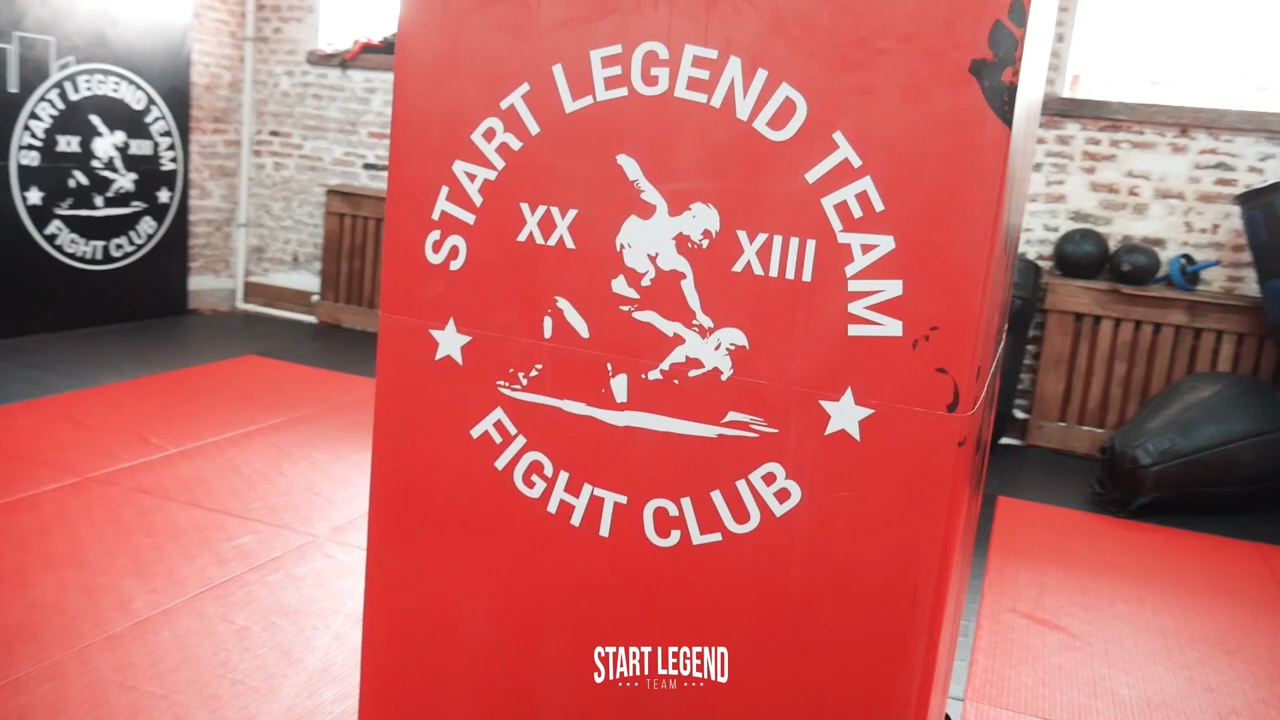 START LEGEND TEAM
XX XIII
FIGHT CLUB
START LEGEND TEAM
XX XIII
FIGHT CLUB
START LEGEND
TEAM